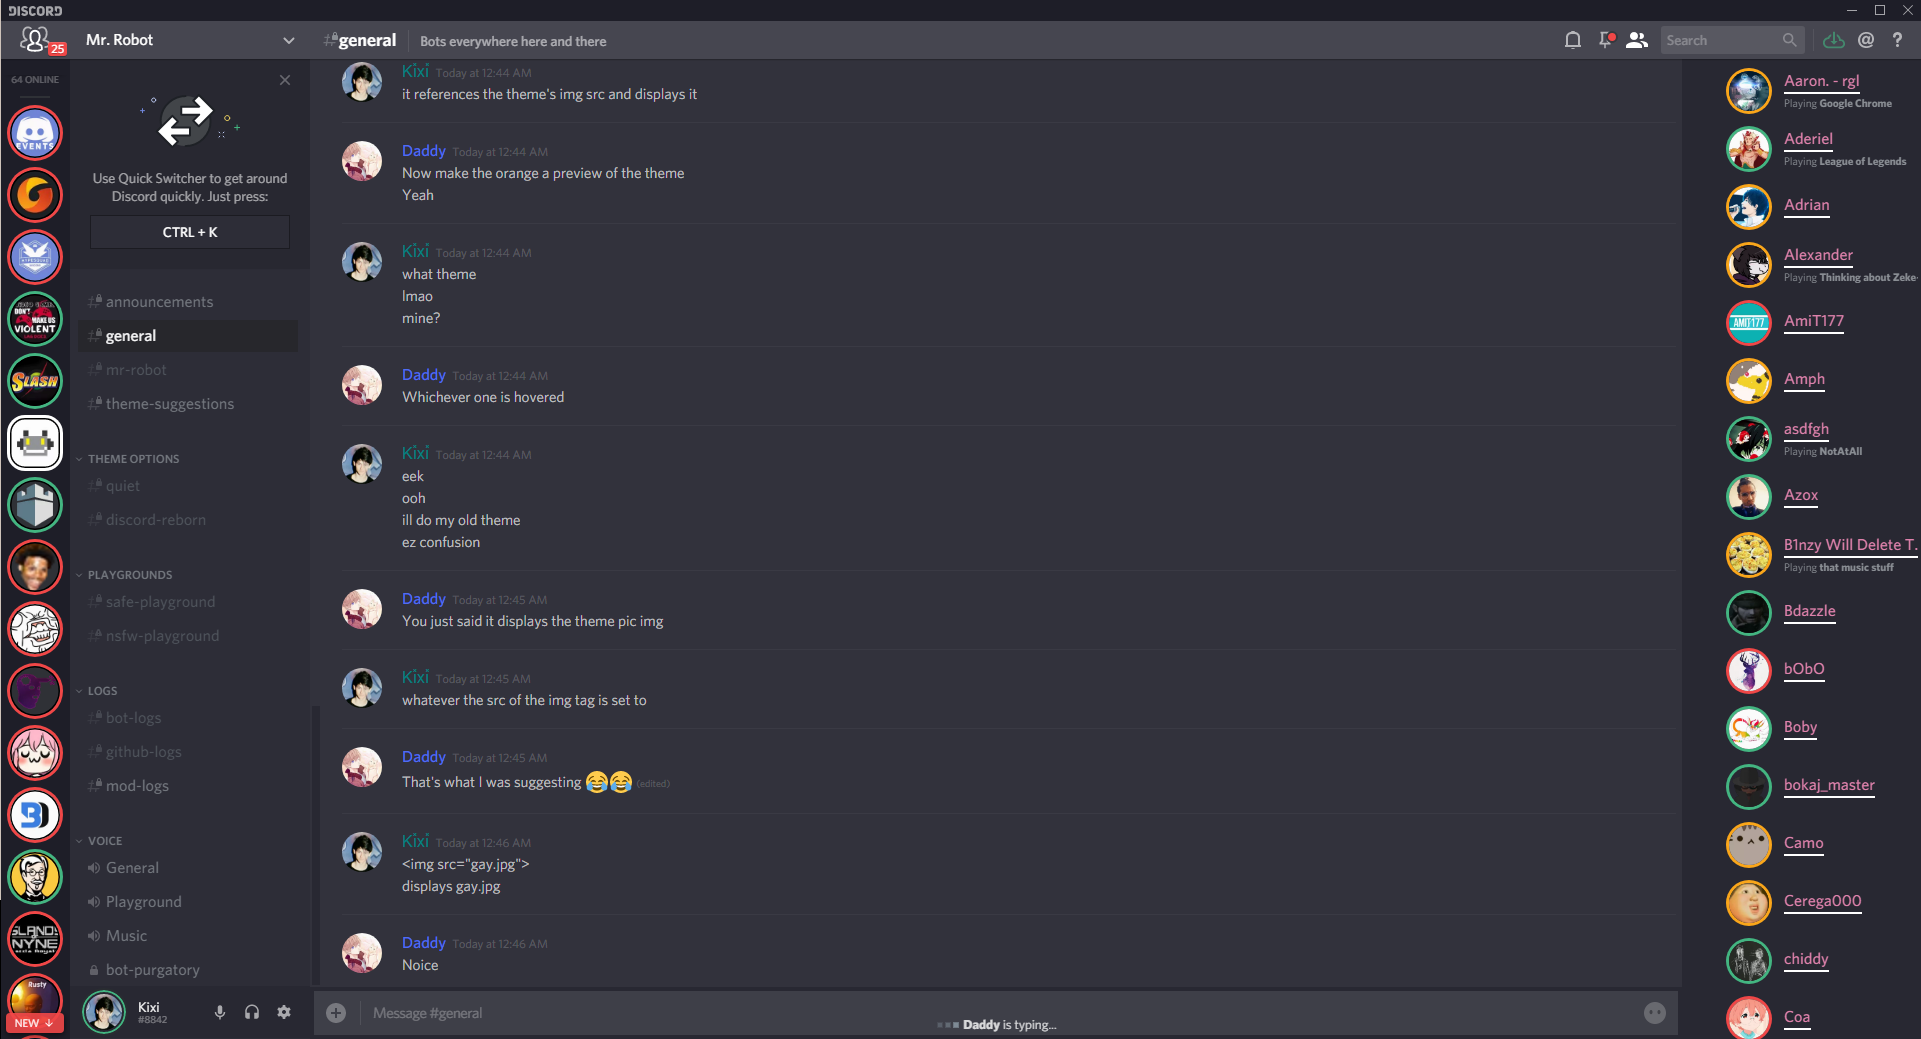 DISCORD
25
Mr. Robot
general
Bots everywhere here and there
Search
64 ONLINE
EVENTS
DON'T
MAKE US
VIOLENT
SLASH
NYNE
Rusty
NEW ↓
Use Quick Switcher to get around
Discord quickly. Just press:
CTRL + K
announcements
general
mr-robot
theme-suggestions
THEME OPTIONS
quiet
discord-reborn
PLAYGROUNDS
safe-playground
nsfw-playground
LOGS
bot-logs
github-logs
mod-logs
VOICE
General
Playground
Music
bot-purgatory
Kixi
#8842
Kixi Today at 12:44 AM
it references the theme's img src and displays it
Daddy Today at 12:44 AM
Now make the orange a preview of the theme
Yeah
Kixi Today at 12:44 AM
what theme
lmao
mine?
Daddy Today at 12:44 AM
Whichever one is hovered
Kixi Today at 12:44 AM
eek
ooh
ill do my old theme
ez confusion
Daddy Today at 12:45 AM
You just said it displays the theme pic img
Kixi Today at 12:45 AM
whatever the src of the img tag is set to
Daddy Today at 12:45 AM
That's what I was suggesting 😂😂 (edited)
Kixi Today at 12:46 AM
<img src="gay.jpg">
displays gay.jpg
Daddy Today at 12:46 AM
Noice
Message #general
Daddy is typing...
Aaron. - rgl
Playing Google Chrome
Aderiel
Playing League of Legends
Adrian
Alexander
Playing Thinking about Zeke
AMIT177
AmiT177
Amph
asdfgh
Playing NotAtAll
Azox
B1nzy Will Delete T.
Playing that music stuff
Bdazzle
bObO
Boby
bokaj_master
Camo
Cerega000
chiddy
Coa